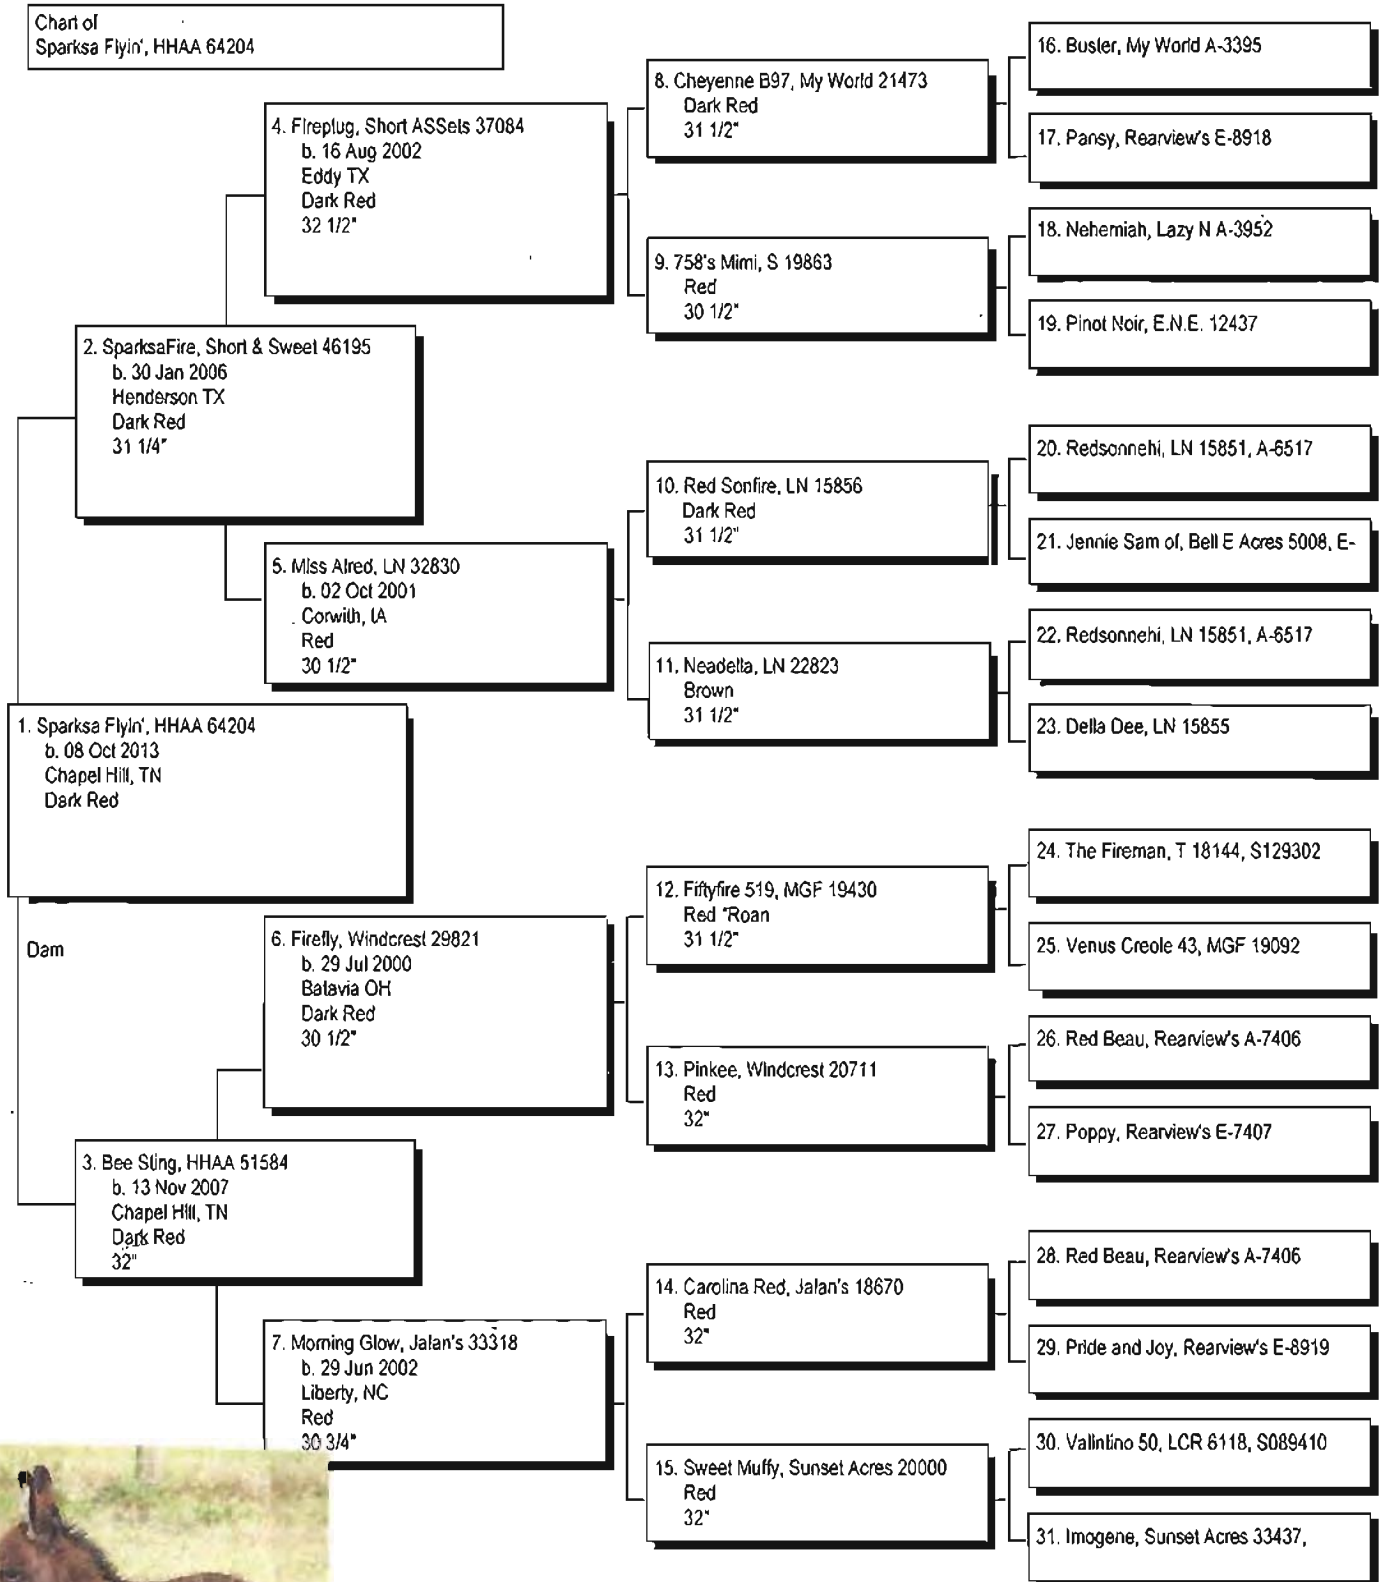 Chart of
Sparksa Flyin', HHAA 64204
1. Sparksa Flyin', HHAA 64204
b. 08 Oct 2013
Chapel Hill, TN
Dark Red
Dam
2. SparksaFire, Short & Sweet 46195
b. 30 Jan 2006
Henderson TX
Dark Red
31 1/4"
3. Bee Sting, HHAA 51584
b. 13 Nov 2007
Chapel Hill, TN
Dark Red
32"
4. Fireplug, Short ASSets 37084
b. 16 Aug 2002
Eddy TX
Dark Red
32 1/2"
5. Miss Alred, LN 32830
b. 02 Oct 2001
Corwith, IA
Red
30 1/2"
6. Firefly, Windcrest 29821
b. 29 Jul 2000
Batavia OH
Dark Red
30 1/2"
7. Morning Glow, Jalan's 33318
b. 29 Jun 2002
Liberty, NC
Red
30 3/4"
8. Cheyenne B97, My World 21473
Dark Red
31 1/2"
9. 758's Mimi, S 19863
Red
30 1/2"
10. Red Sonfire, LN 15856
Dark Red
31 1/2"
11. Neadella, LN 22823
Brown
31 1/2"
12. Fiftyfire 519, MGF 19430
Red *Roan
31 1/2"
13. Pinkee, Windcrest 20711
Red
32"
14. Carolina Red, Jalan's 18670
Red
32"
15. Sweet Muffy, Sunset Acres 20000
Red
32"
16. Buster, My World A-3395
17. Pansy, Rearview's E-8918
18. Nehemiah, Lazy N A-3952
19. Pinot Noir, E.N.E. 12437
20. Redsonnehi, LN 15851, A-6517
21. Jennie Sam of, Bell E Acres 5008, E-
22. Redsonnehi, LN 15851, A-6517
23. Della Dee, LN 15855
24. The Fireman, T 18144, S129302
25. Venus Creole 43, MGF 19092
26. Red Beau, Rearview's A-7406
27. Poppy, Rearview's E-7407
28. Red Beau, Rearview's A-7406
29. Pride and Joy, Rearview's E-8919
30. Valintino 50, LCR 6118, S089410
31. Imogene, Sunset Acres 33437,